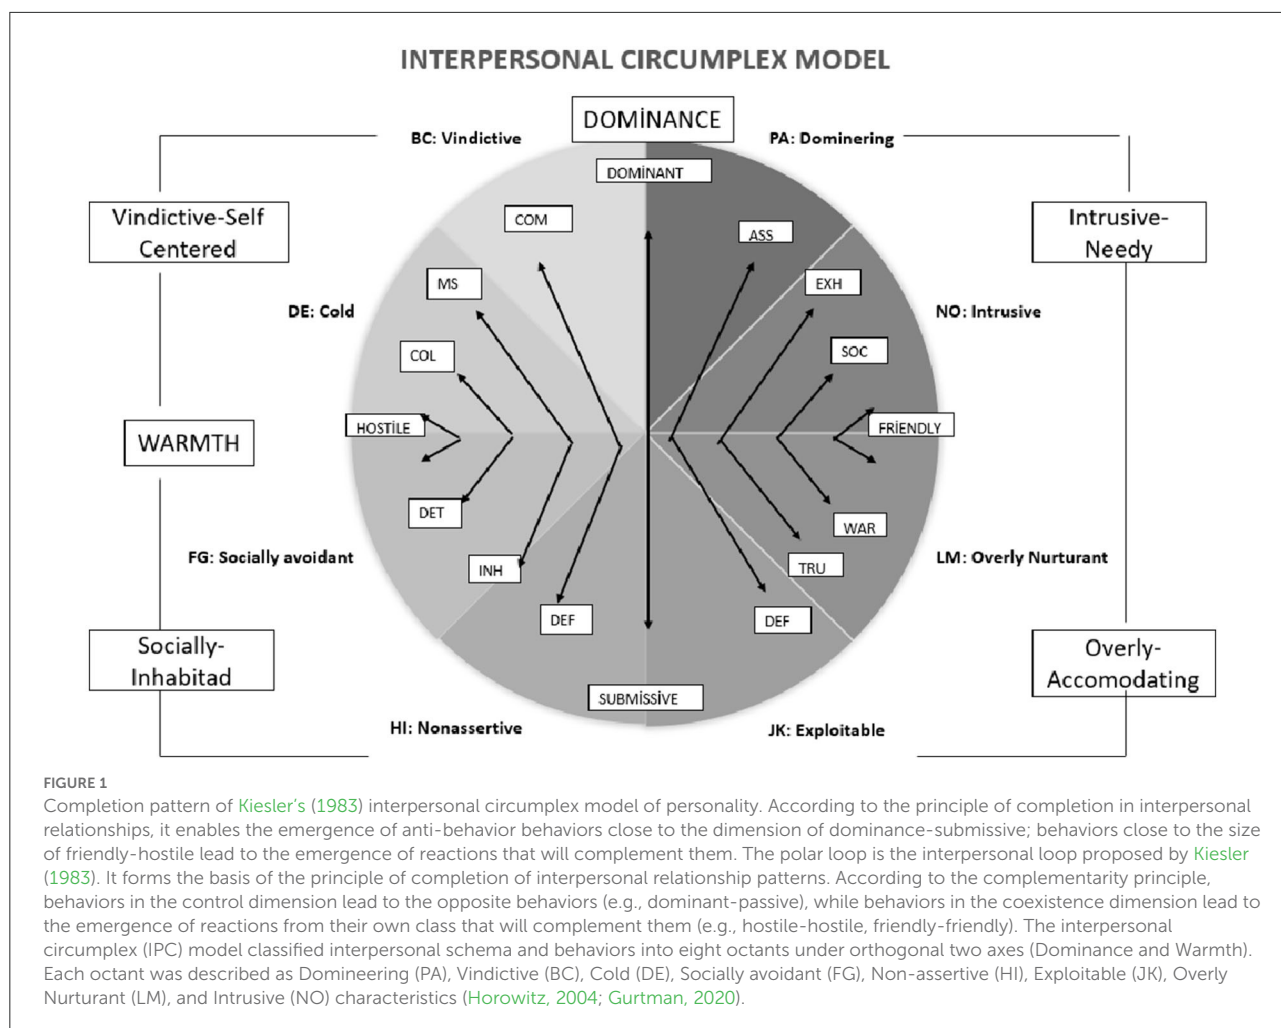 INTERPERSONAL CIRCUMPLEX MODEL
DOMİNANCE
BC: Vindictive
PA: Dominering
DOMİNANT
Vindictive-Self
Centered
COM
ASS
Intrusive-
Needy
MS
EXH
DE: Cold
NO: Intrusive
COL
SOC
HOSTİLE
FRİENDLY
WARMTH
DET
WAR
FG: Socially avoidant
LM: Overly Nurturant
INH
TRU
DEF
DEF
Socially-
Inhabitad
Overly-
Accomodating
SUBMİSSİVE
HI: Nonassertive
JK: Exploitable
FIGURE 1
Completion pattern of Kiesler's (1983) interpersonal circumplex model of personality. According to the principle of completion in interpersonal
relationships, it enables the emergence of anti-behavior behaviors close to the dimension of dominance-submissive; behaviors close to the size
of friendly-hostile lead to the emergence of reactions that will complement them. The polar loop is the interpersonal loop proposed by Kiesler
(1983). It forms the basis of the principle of completion of interpersonal relationship patterns. According to the complementarity principle,
behaviors in the control dimension lead to the opposite behaviors (e.g., dominant-passive), while behaviors in the coexistence dimension lead to
the emergence of reactions from their own class that will complement them (e.g., hostile-hostile, friendly-friendly). The interpersonal
circumplex (IPC) model classified interpersonal schema and behaviors into eight octants under orthogonal two axes (Dominance and Warmth).
Each octant was described as Domineering (PA), Vindictive (BC), Cold (DE), Socially avoidant (FG), Non-assertive (HI), Exploitable (JK), Overly
Nurturant (LM), and Intrusive (NO) characteristics (Horowitz, 2004; Gurtman, 2020).